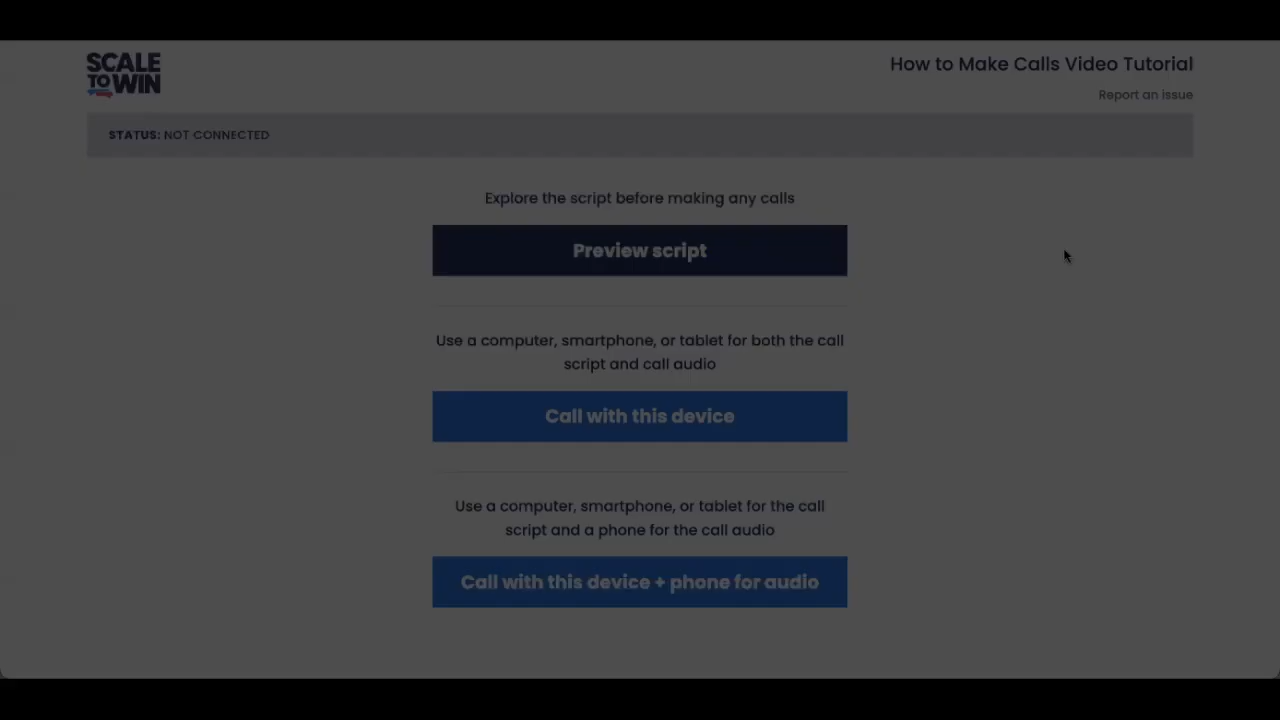 SCALE
TO WIN
How to Make Calls Video Tutorial
Report an issue
STATUS: NOT CONNECTED
Explore the script before making any calls
Preview script
Use a computer, smartphone, or tablet for both the call
script and call audio
Call with this device
Use a computer, smartphone, or tablet for the call
script and a phone for the call audio
Call with this device + phone for audio